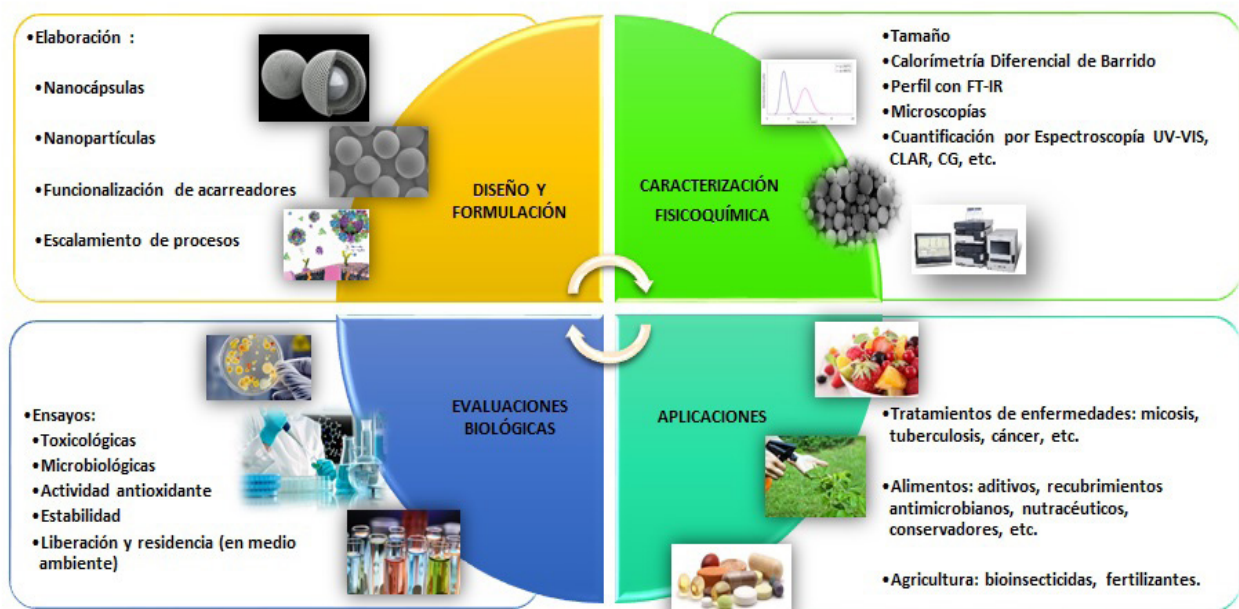 •Elaboración :
•Nanocápsulas
•Nanopartículas
•Funcionalización de acarreadores
•Escalamiento de procesos
DISEÑO Y
FORMULACIÓN
CARACTERIZACIÓN
FISICOQUÍMICA
•Tamaño
•Calorímetría Diferencial de Barrido
•Perfil con FT-IR
•Microscopías
•Cuantificación por Espectroscopía UV-VIS,
CLAR, CG, etc.
•Ensayos:
•Toxicológicas
•Microbiológicas
•Actividad antioxidante
•Estabilidad
•Liberación y residencia (en medio
ambiente)
EVALUACIONES
BIOLÓGICAS
APLICACIONES
•Tratamientos de enfermedades: micosis,
tuberculosis, cáncer, etc.
•Alimentos: aditivos, recubrimientos
antimicrobianos, nutracéuticos,
conservadores, etc.
•Agricultura: bioinsecticidas, fertilizantes.